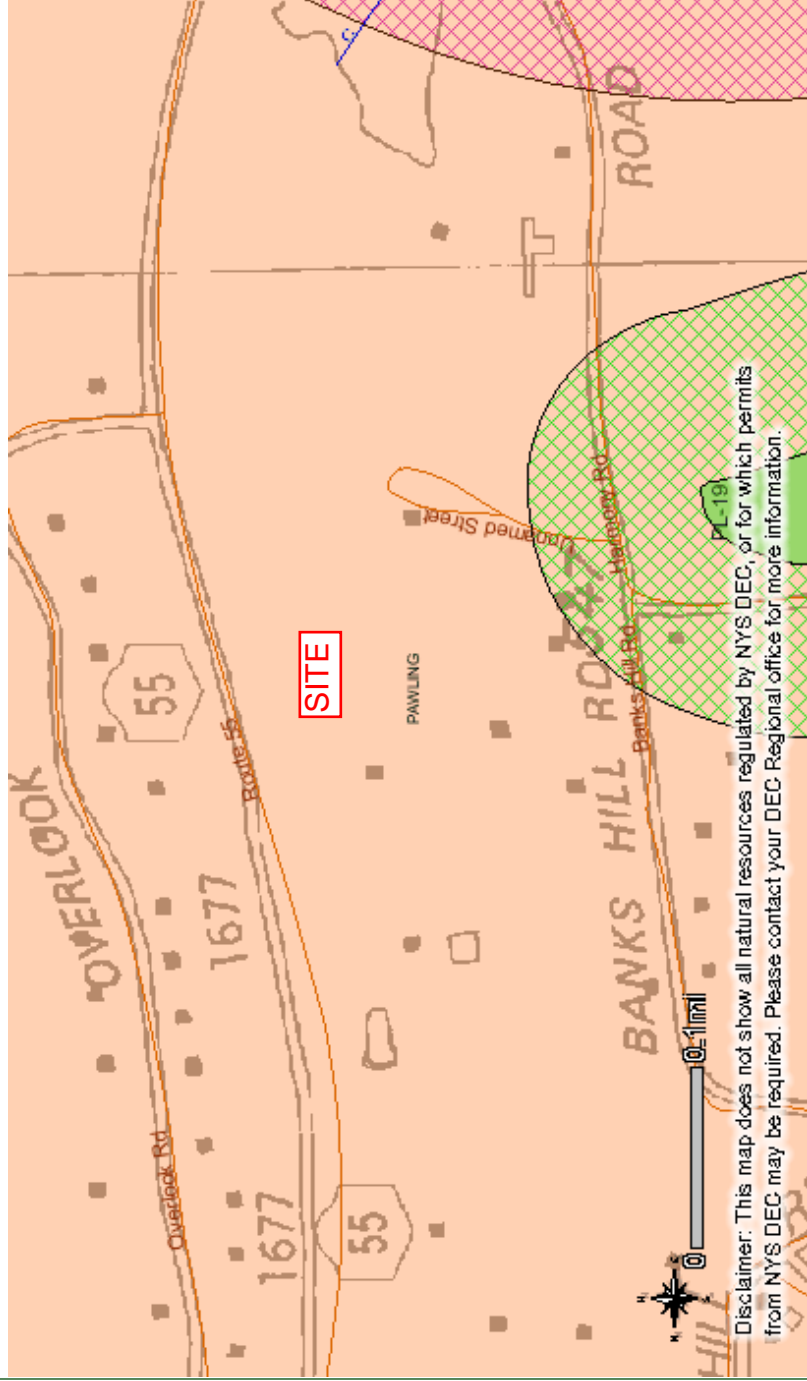 OVERLOOK
55
Overlook Rd
1677
Route 55
1677
SITE
C
55
PAWLING
Unnamed Street
BANKS HILL RD
ROAD
Harmony Rd
Banks Hill Rd
PL-19
0 0.1mi
Disclaimer: This map does not show all natural resources regulated by NYS DEC, or for which permits
from NYS DEC may be required. Please contact your DEC Regional office for more information.